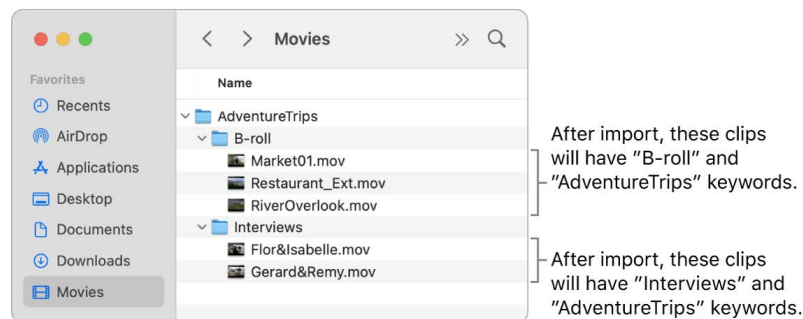 Movies
Favorites
Recents
AirDrop
Applications
Desktop
Documents
Downloads
Movies
Name
AdventureTrips
B-roll
Market01.mov
Restaurant_Ext.mov
RiverOverlook.mov
Interviews
Flor&Isabelle.mov
Gerard&Remy.mov
After import, these clips
will have "B-roll" and
"AdventureTrips" keywords.
After import, these clips
will have "Interviews" and
"AdventureTrips" keywords.